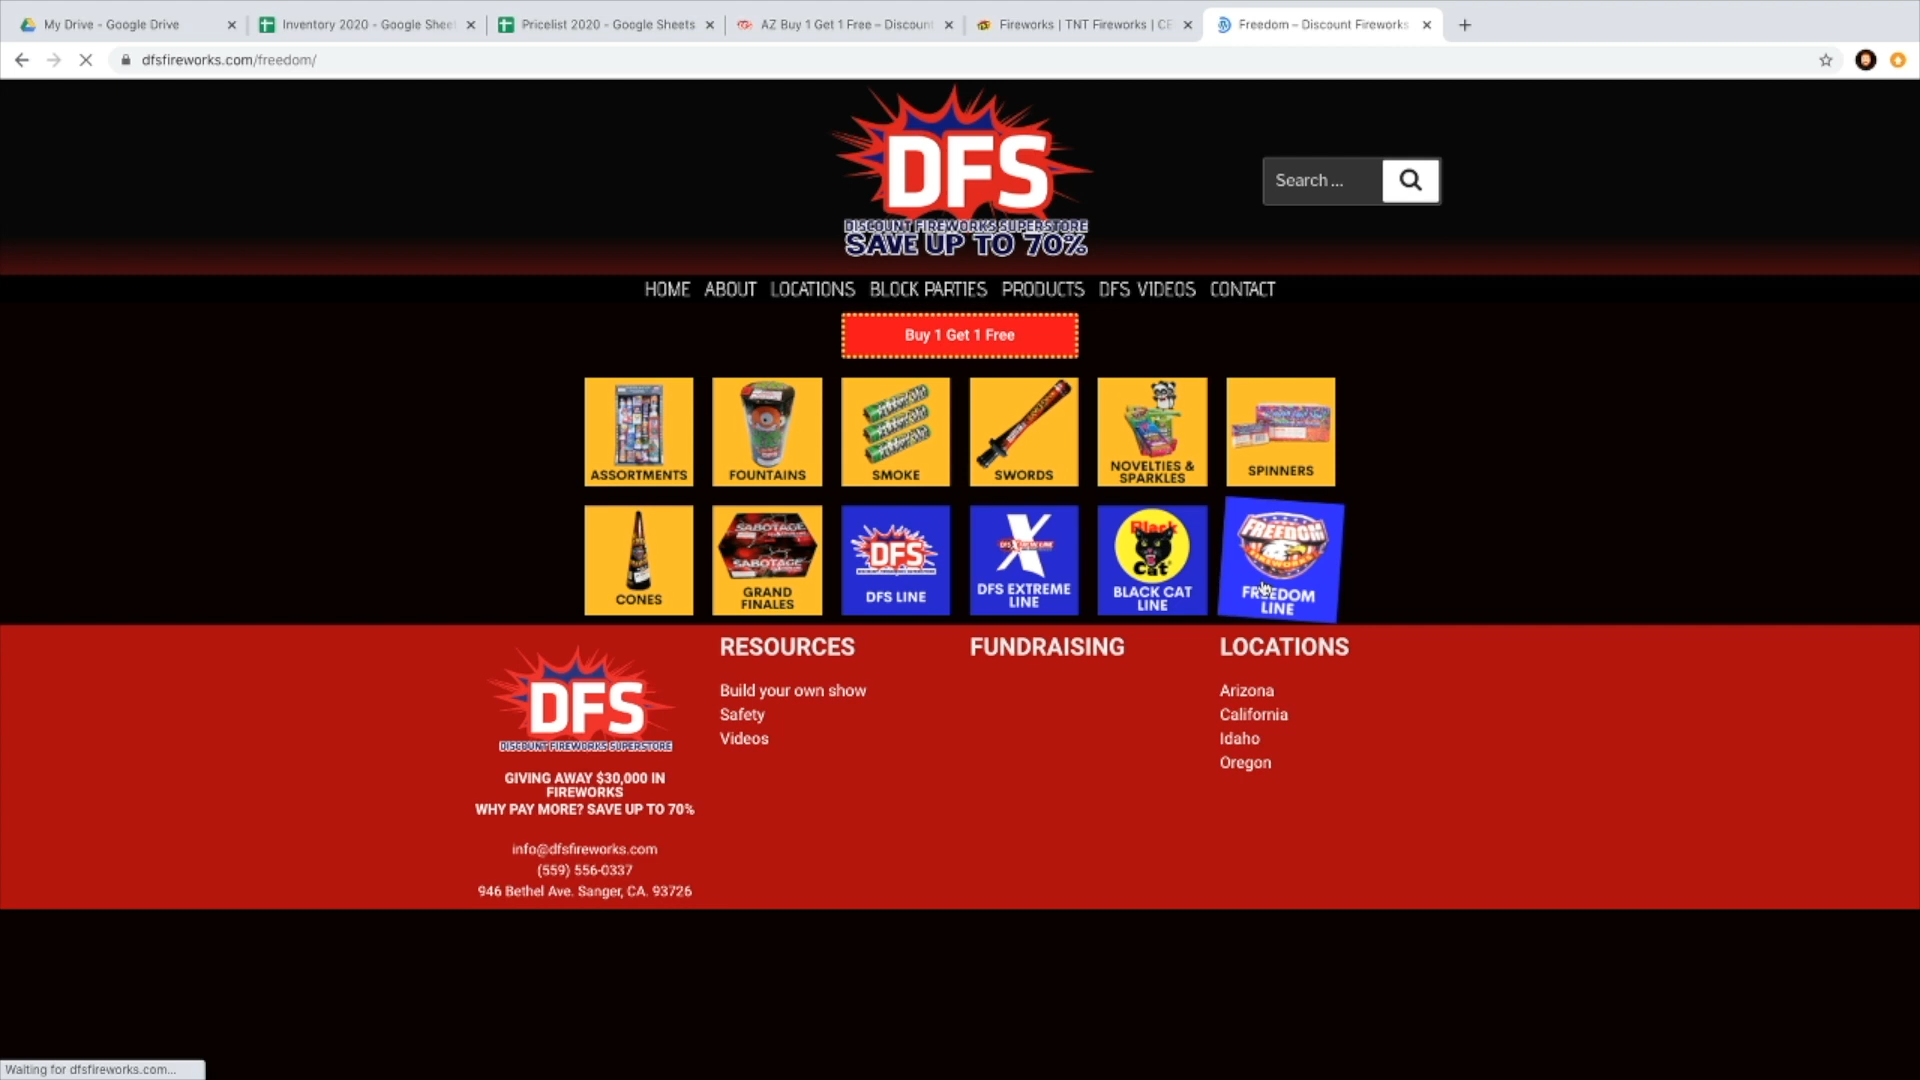 My Drive - Google Drive
Inventory 2020 - Google Sheet
Pricelist 2020 - Google Sheets
AZ Buy 1 Get 1 Free – Discount
Fireworks | TNT Fireworks | CE
Freedom – Discount Fireworks
dfsfireworks.com/freedom/
DFS
DISCOUNT FIREWORKS SUPERSTORE
SAVE UP TO 70%
Search ...
HOME ABOUT LOCATIONS BLOCK PARTIES PRODUCTS DFS VIDEOS CONTACT
Buy 1 Get 1 Free
ASSORTMENTS
FOUNTAINS
SMOKE
SWORDS
NOVELTIES &
SPARKLES
SPINNERS
CONES
SABOTAGE
SABOTAGE
GRAND
FINALES
DFS
DFS LINE
X
DFS EXTREME
LINE
Black
Cat
BLACK CAT
LINE
FREEDOM
FIREWORKS
FREEDOM
LINE
DFS
DISCOUNT FIREWORKS SUPERSTORE
GIVING AWAY $30,000 IN
FIREWORKS
WHY PAY MORE? SAVE UP TO 70%
info@dfsfireworks.com
(559) 556-0337
946 Bethel Ave. Sanger, CA. 93726
RESOURCES
Build your own show
Safety
Videos
FUNDRAISING
LOCATIONS
Arizona
California
Idaho
Oregon
Waiting for dfsfireworks.com...